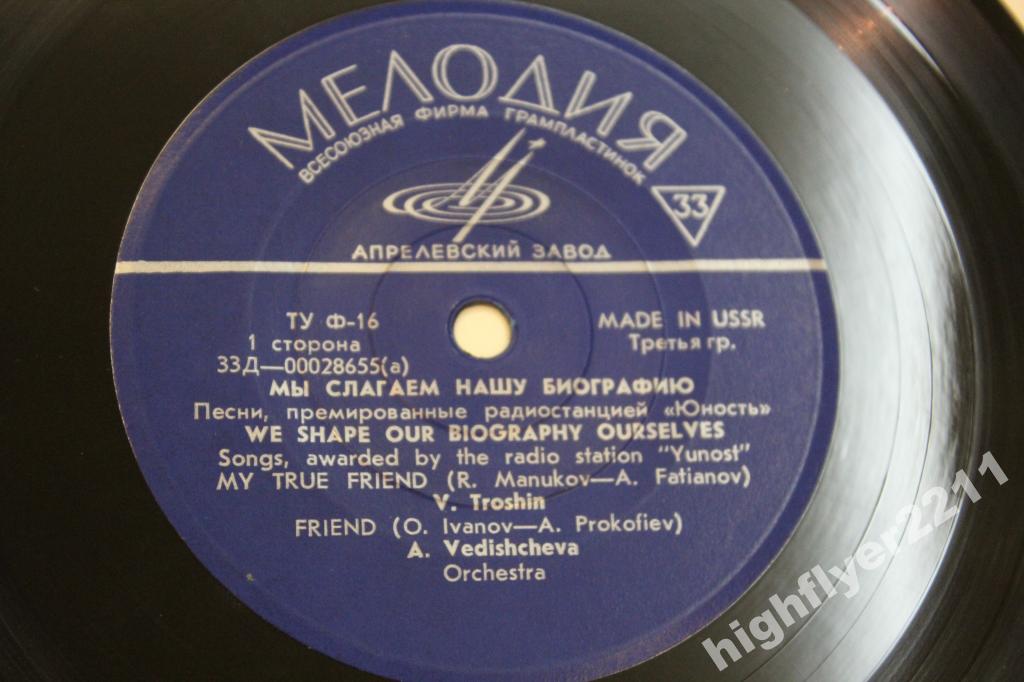 МЕЛОДИЯ
ВСЕСОЮЗНАЯ ФИРМА ГРАМПЛАСТИНОК
33
АПРЕЛЕВСКИЙ ЗАВОД
ТУ Ф-16
MADE IN USSR
1 сторона
Третья гр.
33Д—00028655(а)
МЫ СЛАГАЕМ НАШУ БИОГРАФИЮ
Песни, премированные радиостанцией «Юность»
WE SHAPE OUR BIOGRAPHY OURSELVES
Songs, awarded by the radio station "Yunost"
MY TRUE FRIEND (R. Manukov—A. Fatianov)
V. Troshin
FRIEND (O. Ivanov—A. Prokofiev)
A. Vedishcheva
Orchestra
highflyer2211